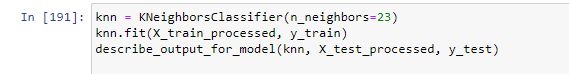 In [191]: knn = KNeighborsClassifier(n_neighbors=23)
knn.fit(X_train_processed, y_train)
describe_output_for_model(knn, X_test_processed, y_test)